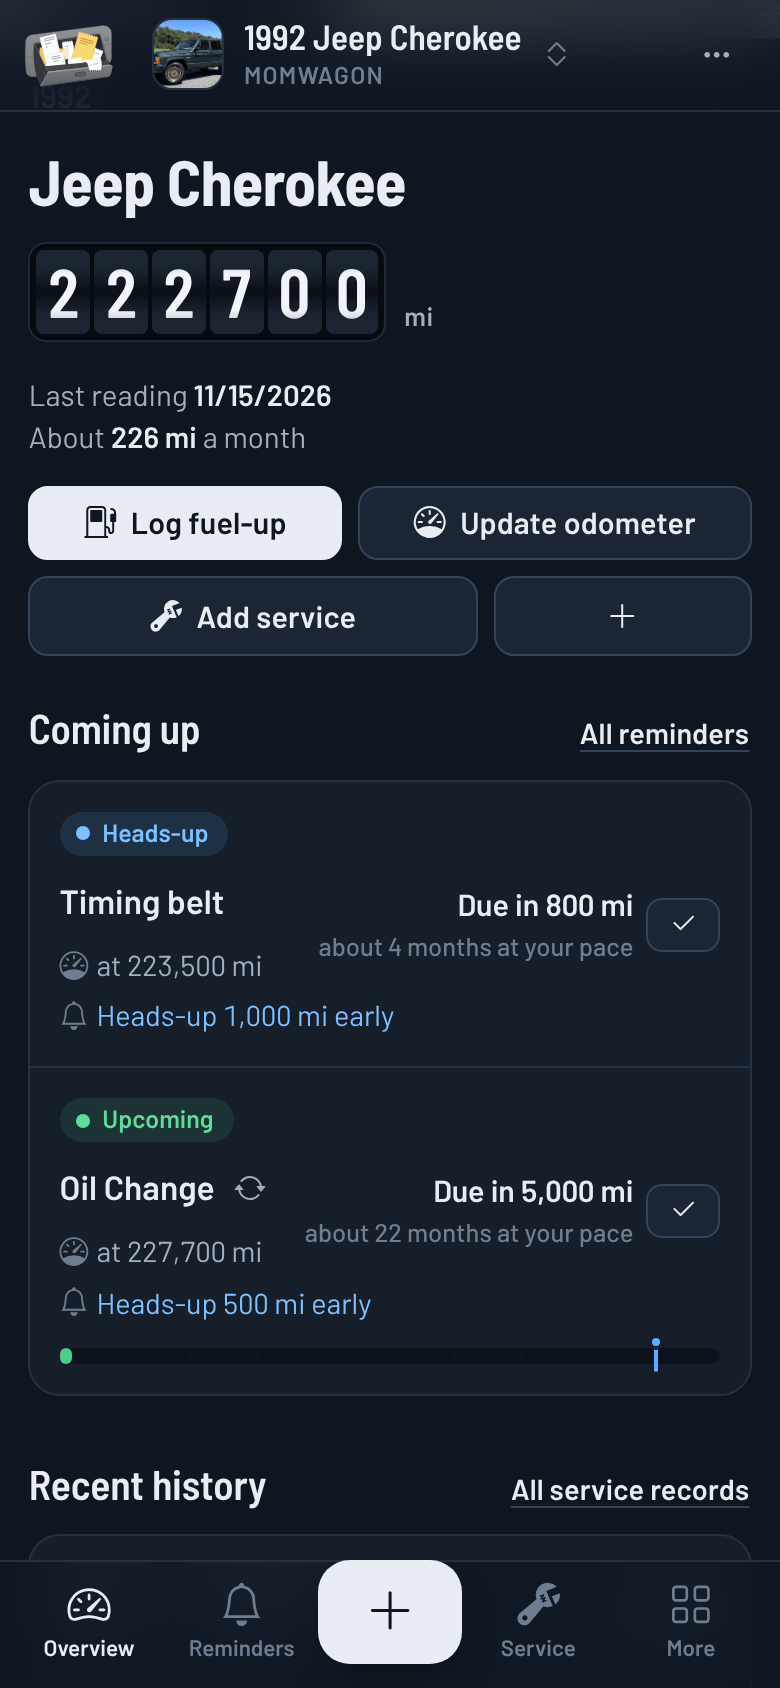 1992 Jeep Cherokee
MOMWAGON
1992
Jeep Cherokee
222700 mi
Last reading 11/15/2026
About 226 mi a month
Log fuel-up
Update odometer
Add service
Coming up
All reminders
Heads-up
Timing belt
Due in 800 mi
about 4 months at your pace
at 223,500 mi
Heads-up 1,000 mi early
Upcoming
Oil Change
Due in 5,000 mi
about 22 months at your pace
at 227,700 mi
Heads-up 500 mi early
Recent history
All service records
Overview
Reminders
Service
More